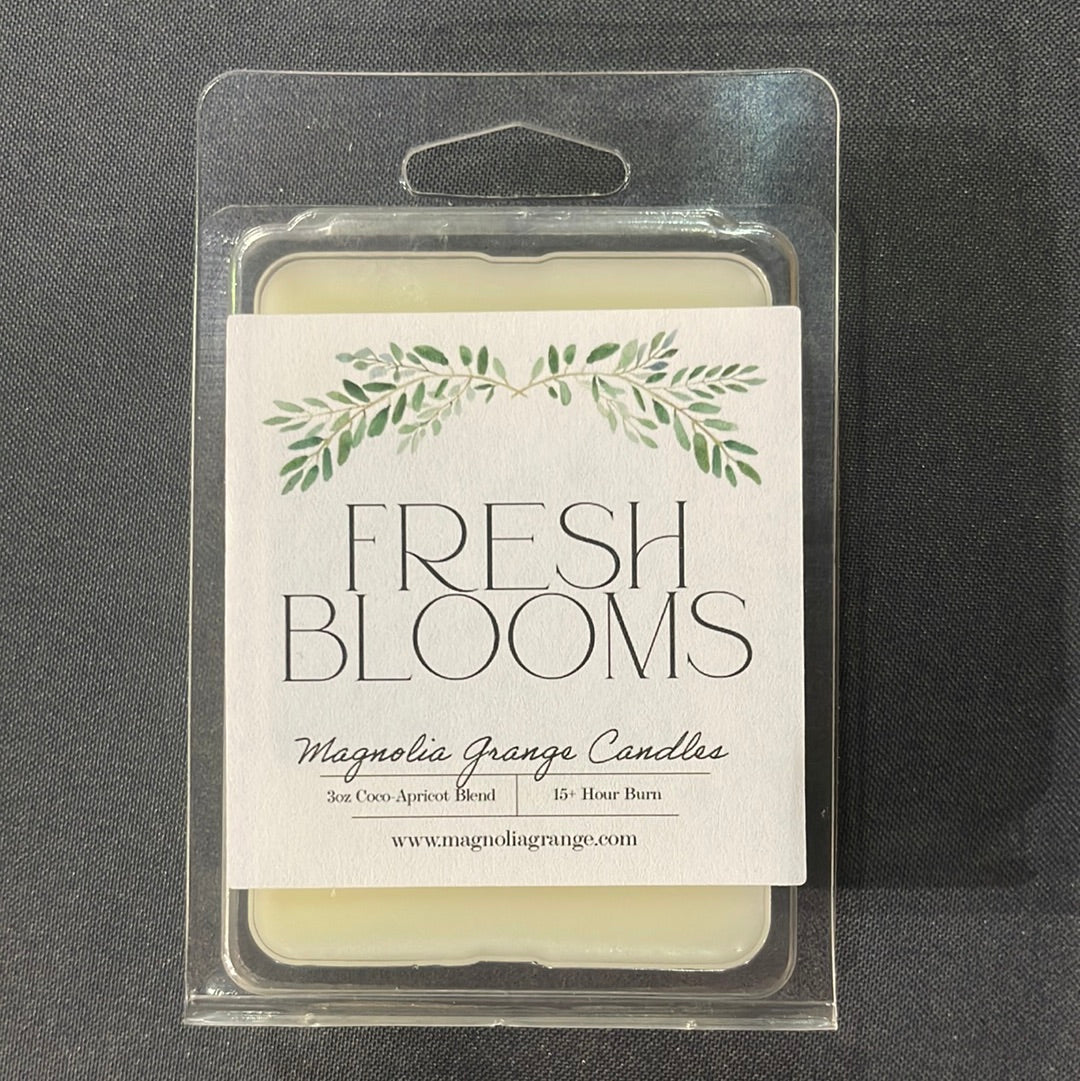 FRESH
BLOOMS
Magnolia Grange Candles
3oz Coco-Apricot Blend
15+ Hour Burn
www.magnoliagrange.com